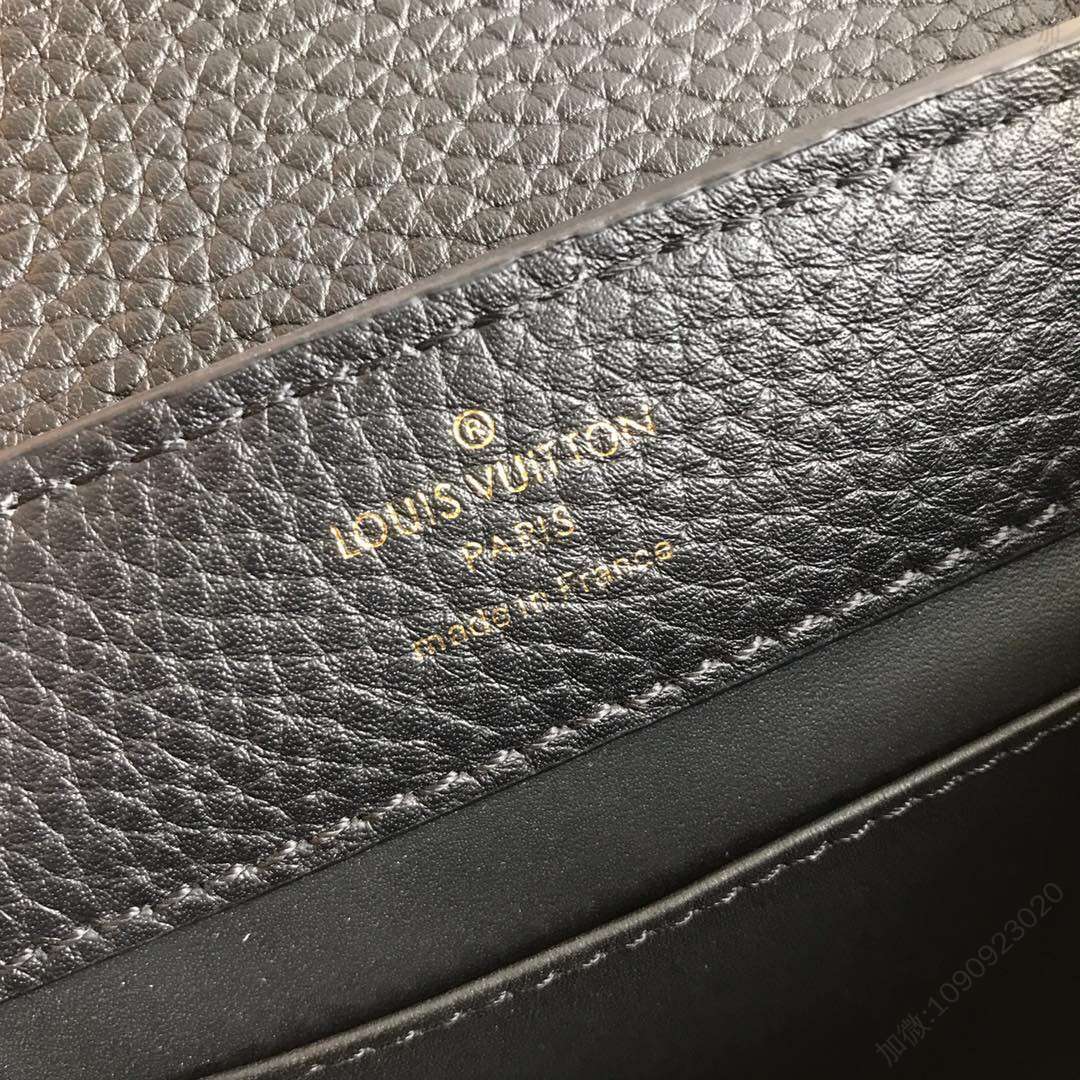 ®
LOUIS VUITTON
PARIS
made in France
加微:1090923020